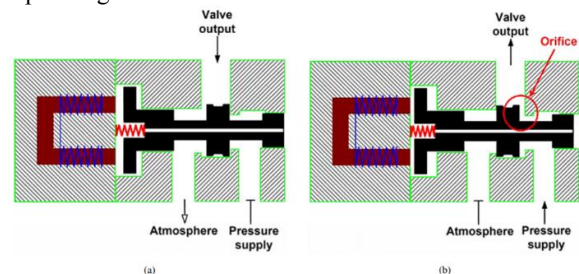 Valve
output
Atmosphere
Pressure
supply
(a)
Valve
output
Orifice
Atmosphere
Pressure
supply
(b)